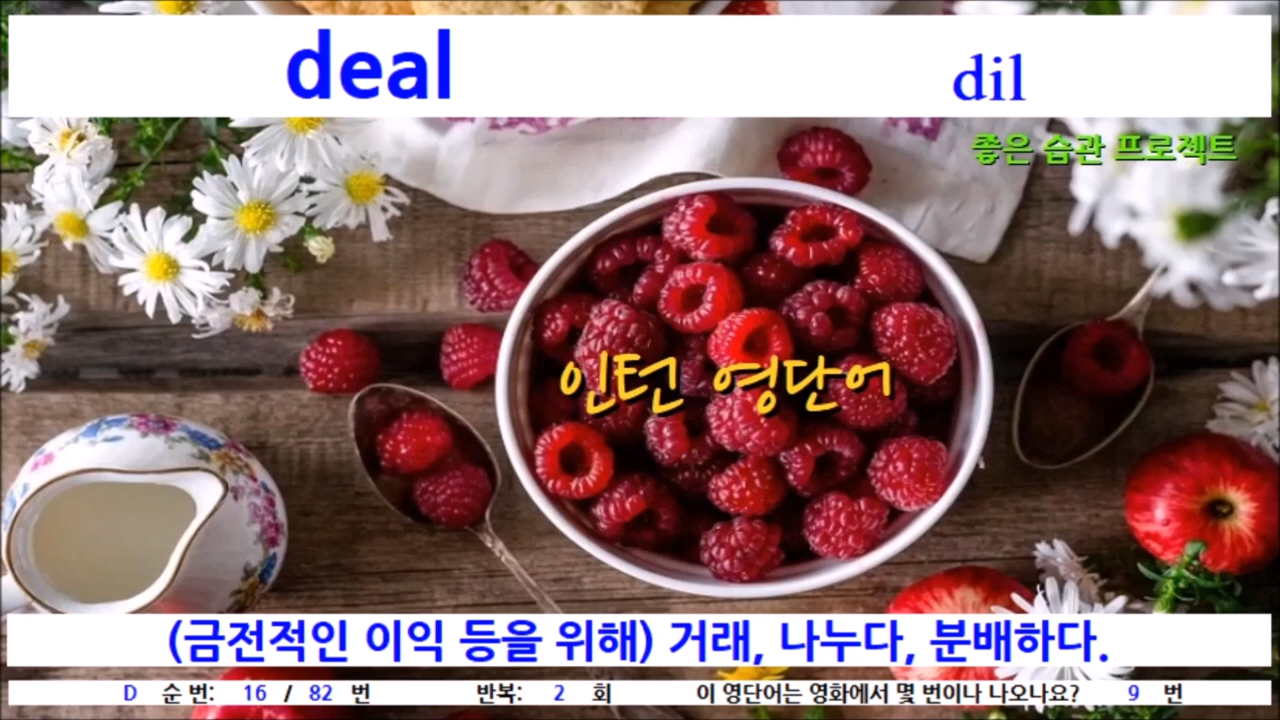 deal dil
좋은 습관 프로젝트
인턴 영단어
(금전적인 이익 등을 위해) 거래, 나누다, 분배하다.
D 순 번: 16 / 82 번 반복: 2 회 이 영단어는 영화에서 몇 번이나 나오나요? 9 번